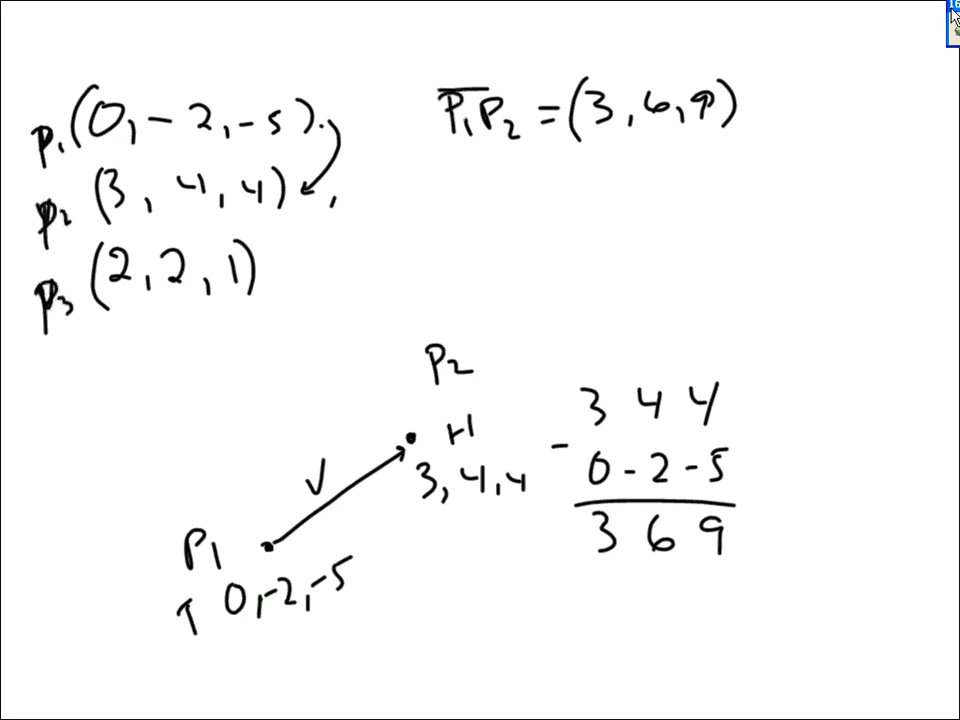 P1 (0, -2, -5)
P1P2 = (3, 6, 9)
P2 (3, 4, 4)
P3 (2, 2, 1)
P2
+1
3, 4, 4
V
P1
0, -2, -5
3 4 4
- 0 -2 -5
3 6 9